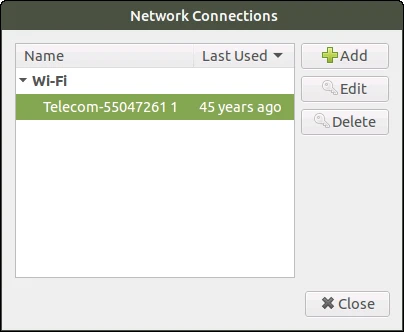 Network Connections
Name Last Used Add
Wi-Fi Edit
Telecom-55047261 1 45 years ago Delete
Close